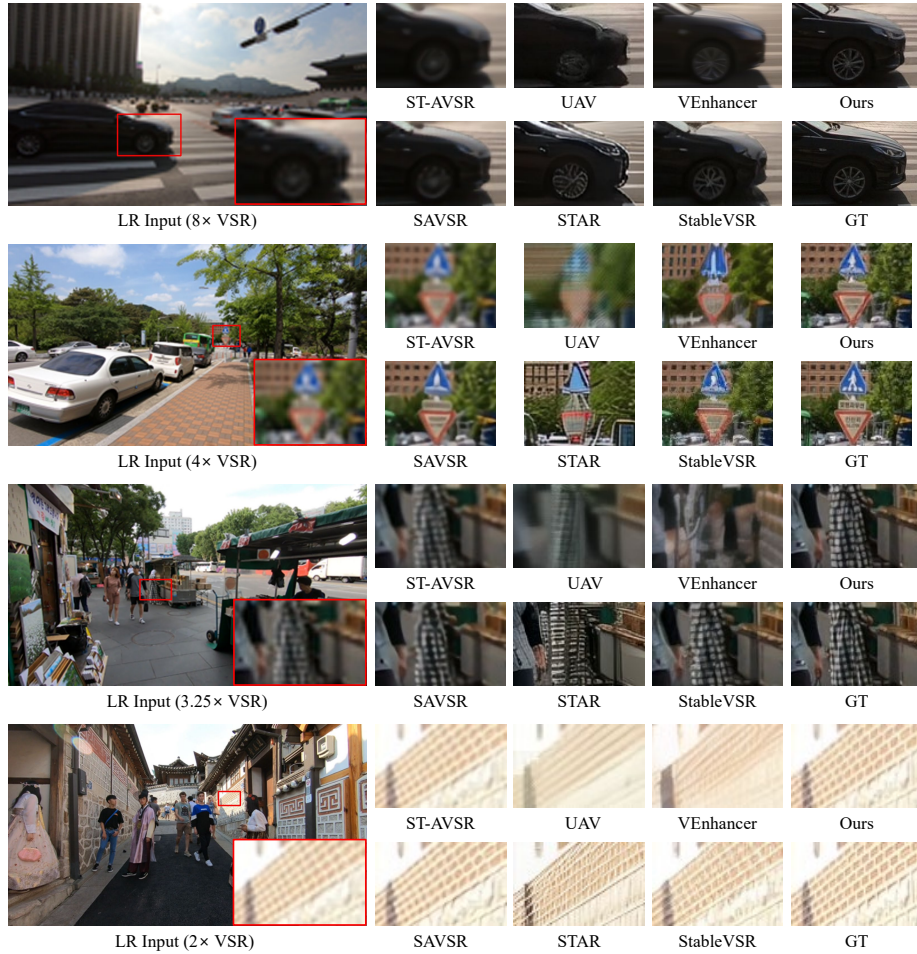 ST-AVSR UAV VEnhancer Ours
SAVSR STAR StableVSR GT
LR Input (8× VSR)
ST-AVSR UAV VEnhancer Ours
SAVSR STAR StableVSR GT
LR Input (4× VSR)
ST-AVSR UAV VEnhancer Ours
SAVSR STAR StableVSR GT
LR Input (3.25× VSR)
ST-AVSR UAV VEnhancer Ours
SAVSR STAR StableVSR GT
LR Input (2× VSR)